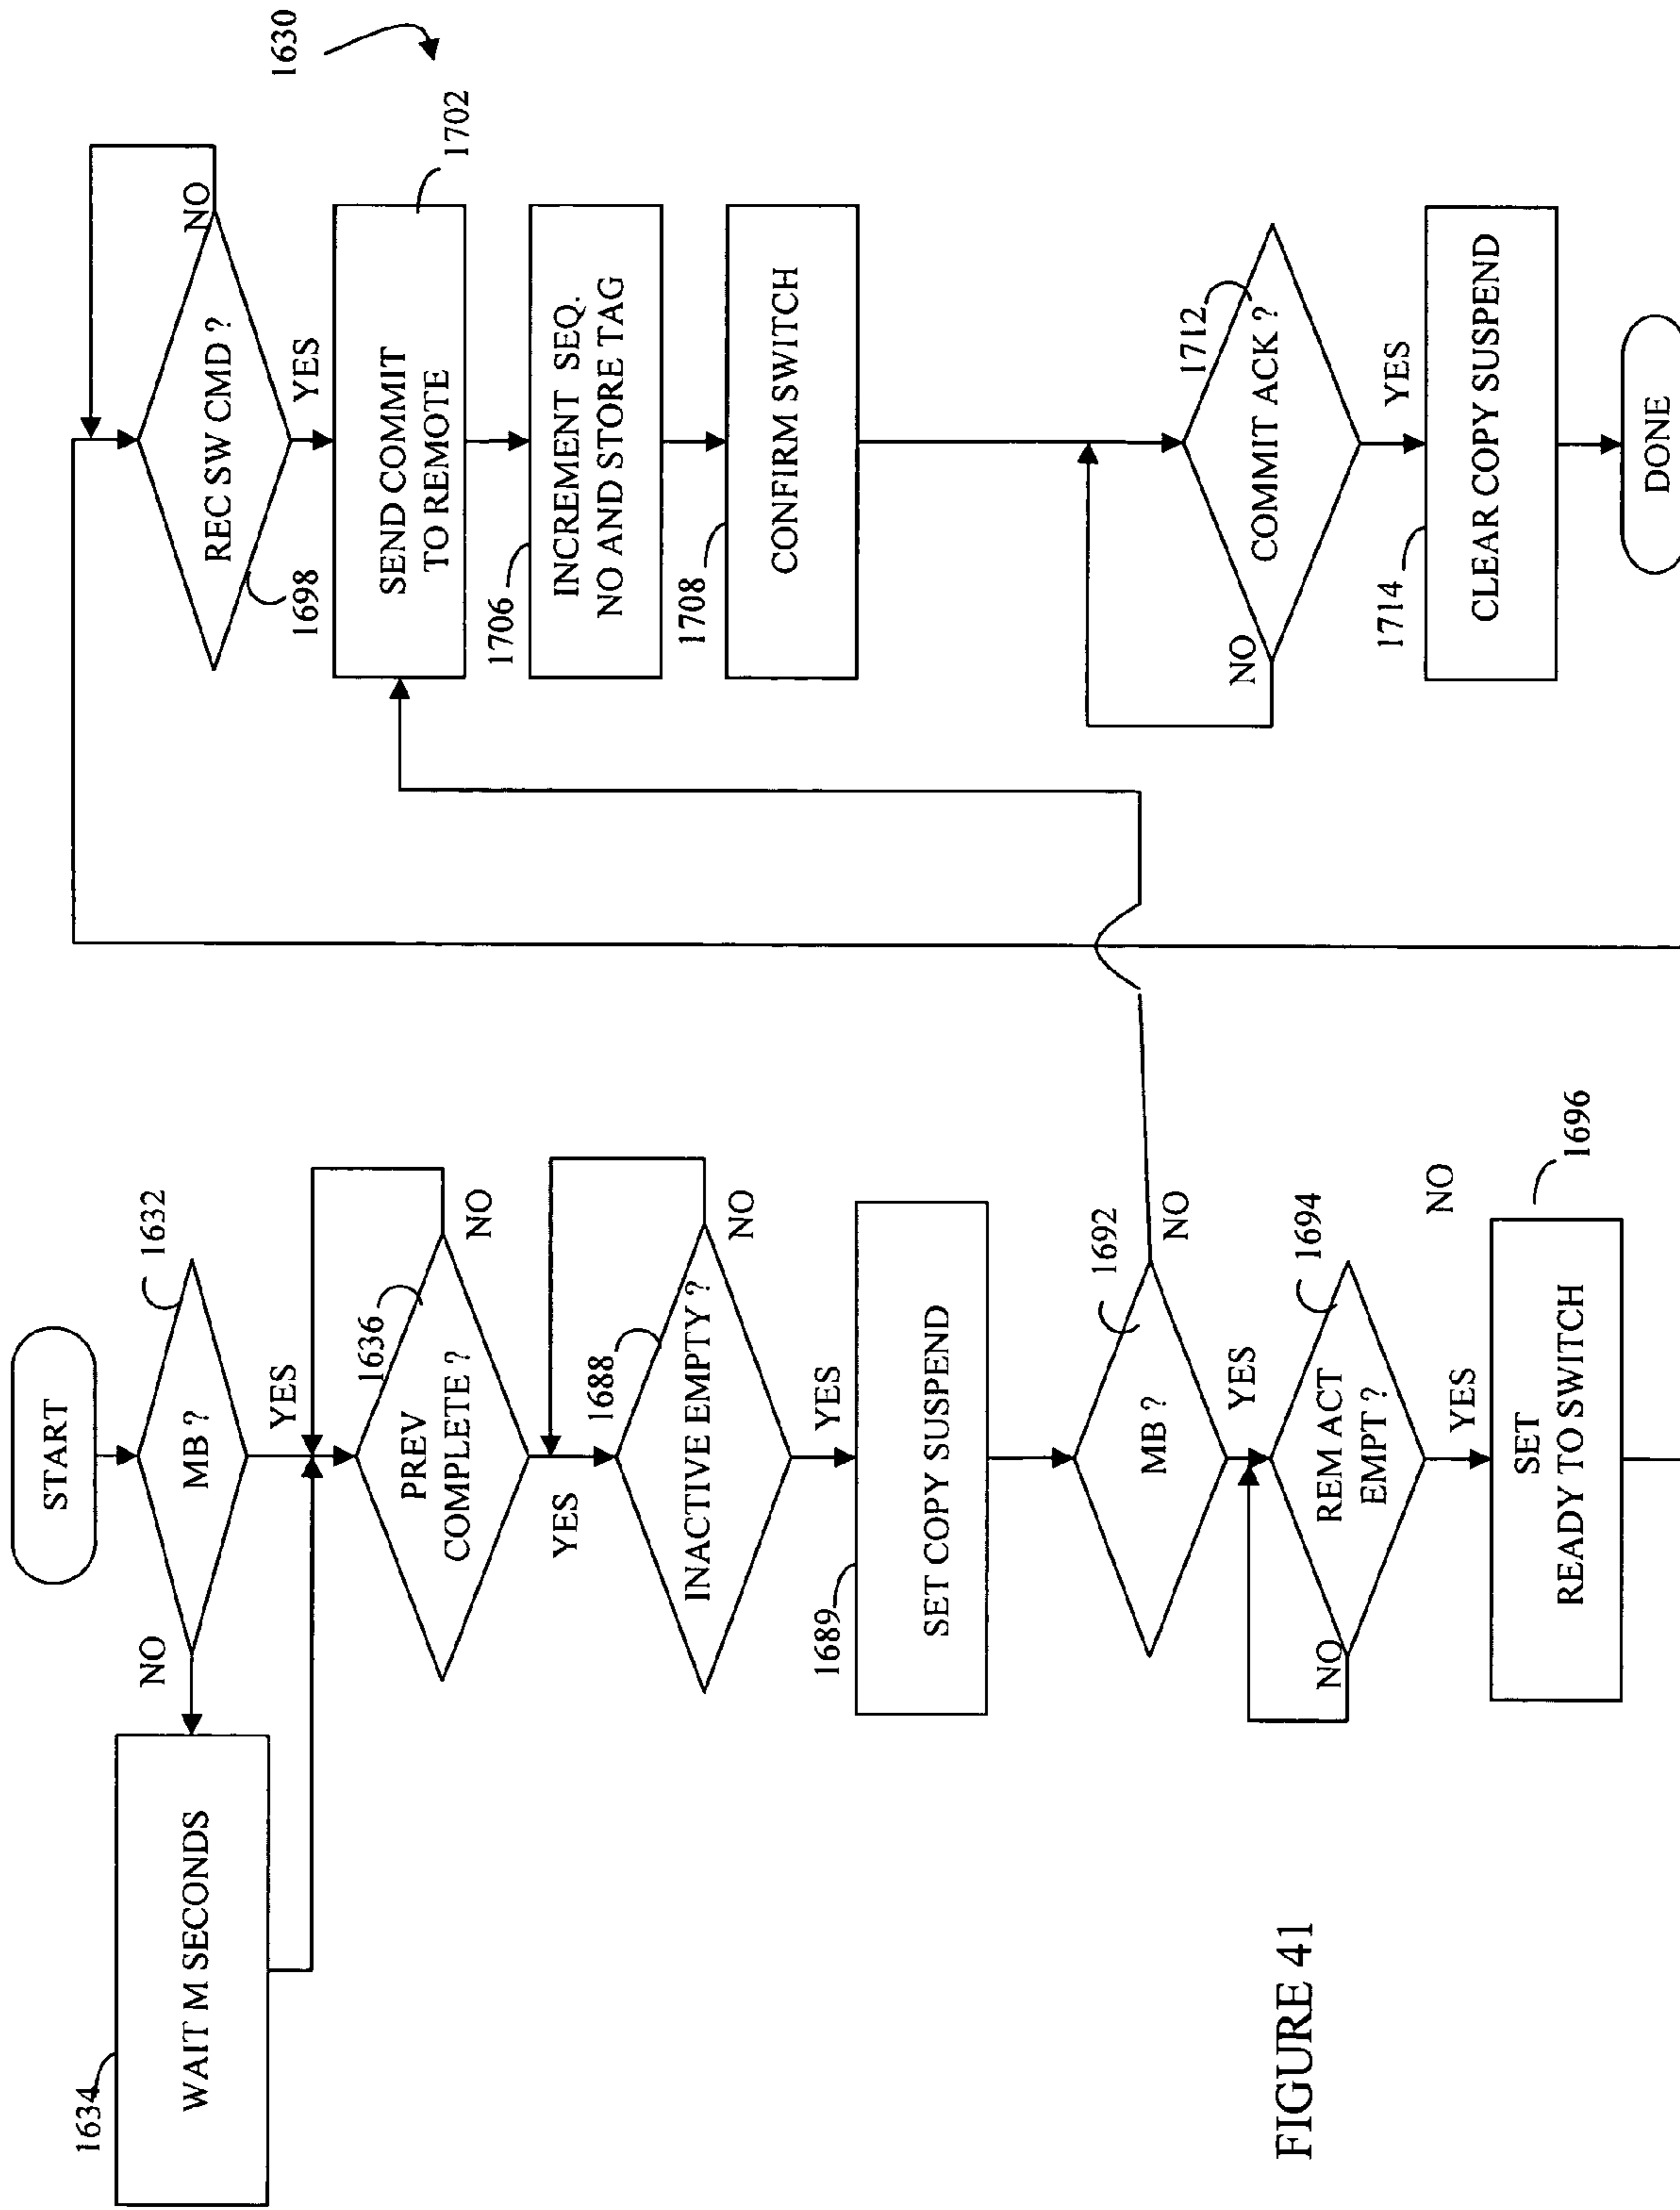 START
1632
MB ?
NO
YES
1634
WAIT M SECONDS
1636
PREV
COMPLETE ?
NO
YES
1688
INACTIVE EMPTY ?
NO
YES
1689
SET COPY SUSPEND
1692
MB ?
NO
YES
1694
REM ACT
EMPT ?
NO
NO
YES
1696
SET
READY TO SWITCH
1630
REC SW CMD ?
NO
1698
YES
1702
SEND COMMIT
TO REMOTE
1706
INCREMENT SEQ.
NO AND STORE TAG
1708
CONFIRM SWITCH
1712
COMMIT ACK ?
NO
YES
1714
CLEAR COPY SUSPEND
DONE
FIGURE 41